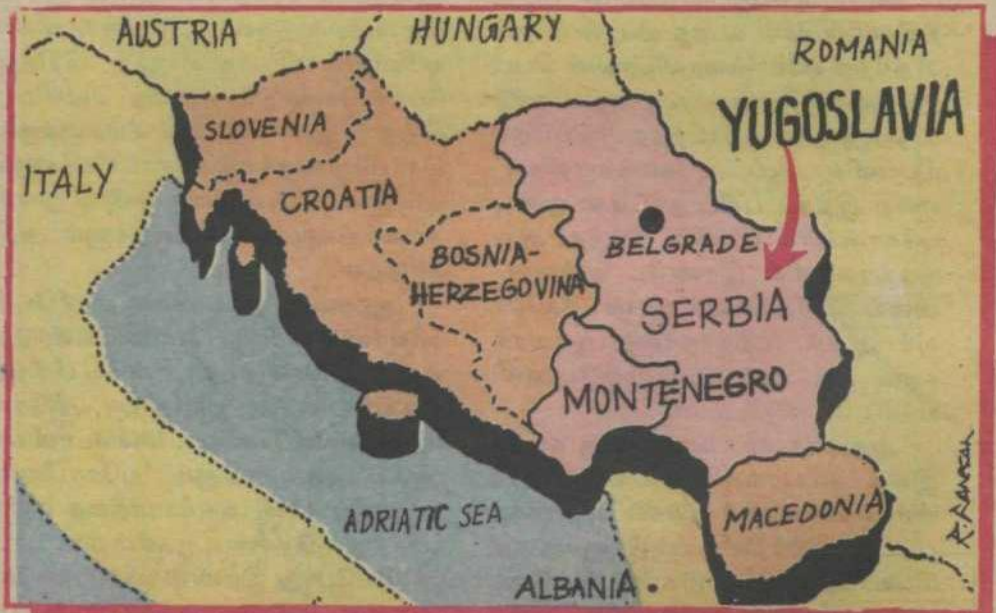 AUSTRIA
HUNGARY
ROMANIA
YUGOSLAVIA
SLOVENIA
ITALY
CROATIA
BOSNIA-
HERZEGOVINA
BELGRADE
SERBIA
MONTENEGRO
MACEDONIA
ADRIATIC SEA
ALBANIA